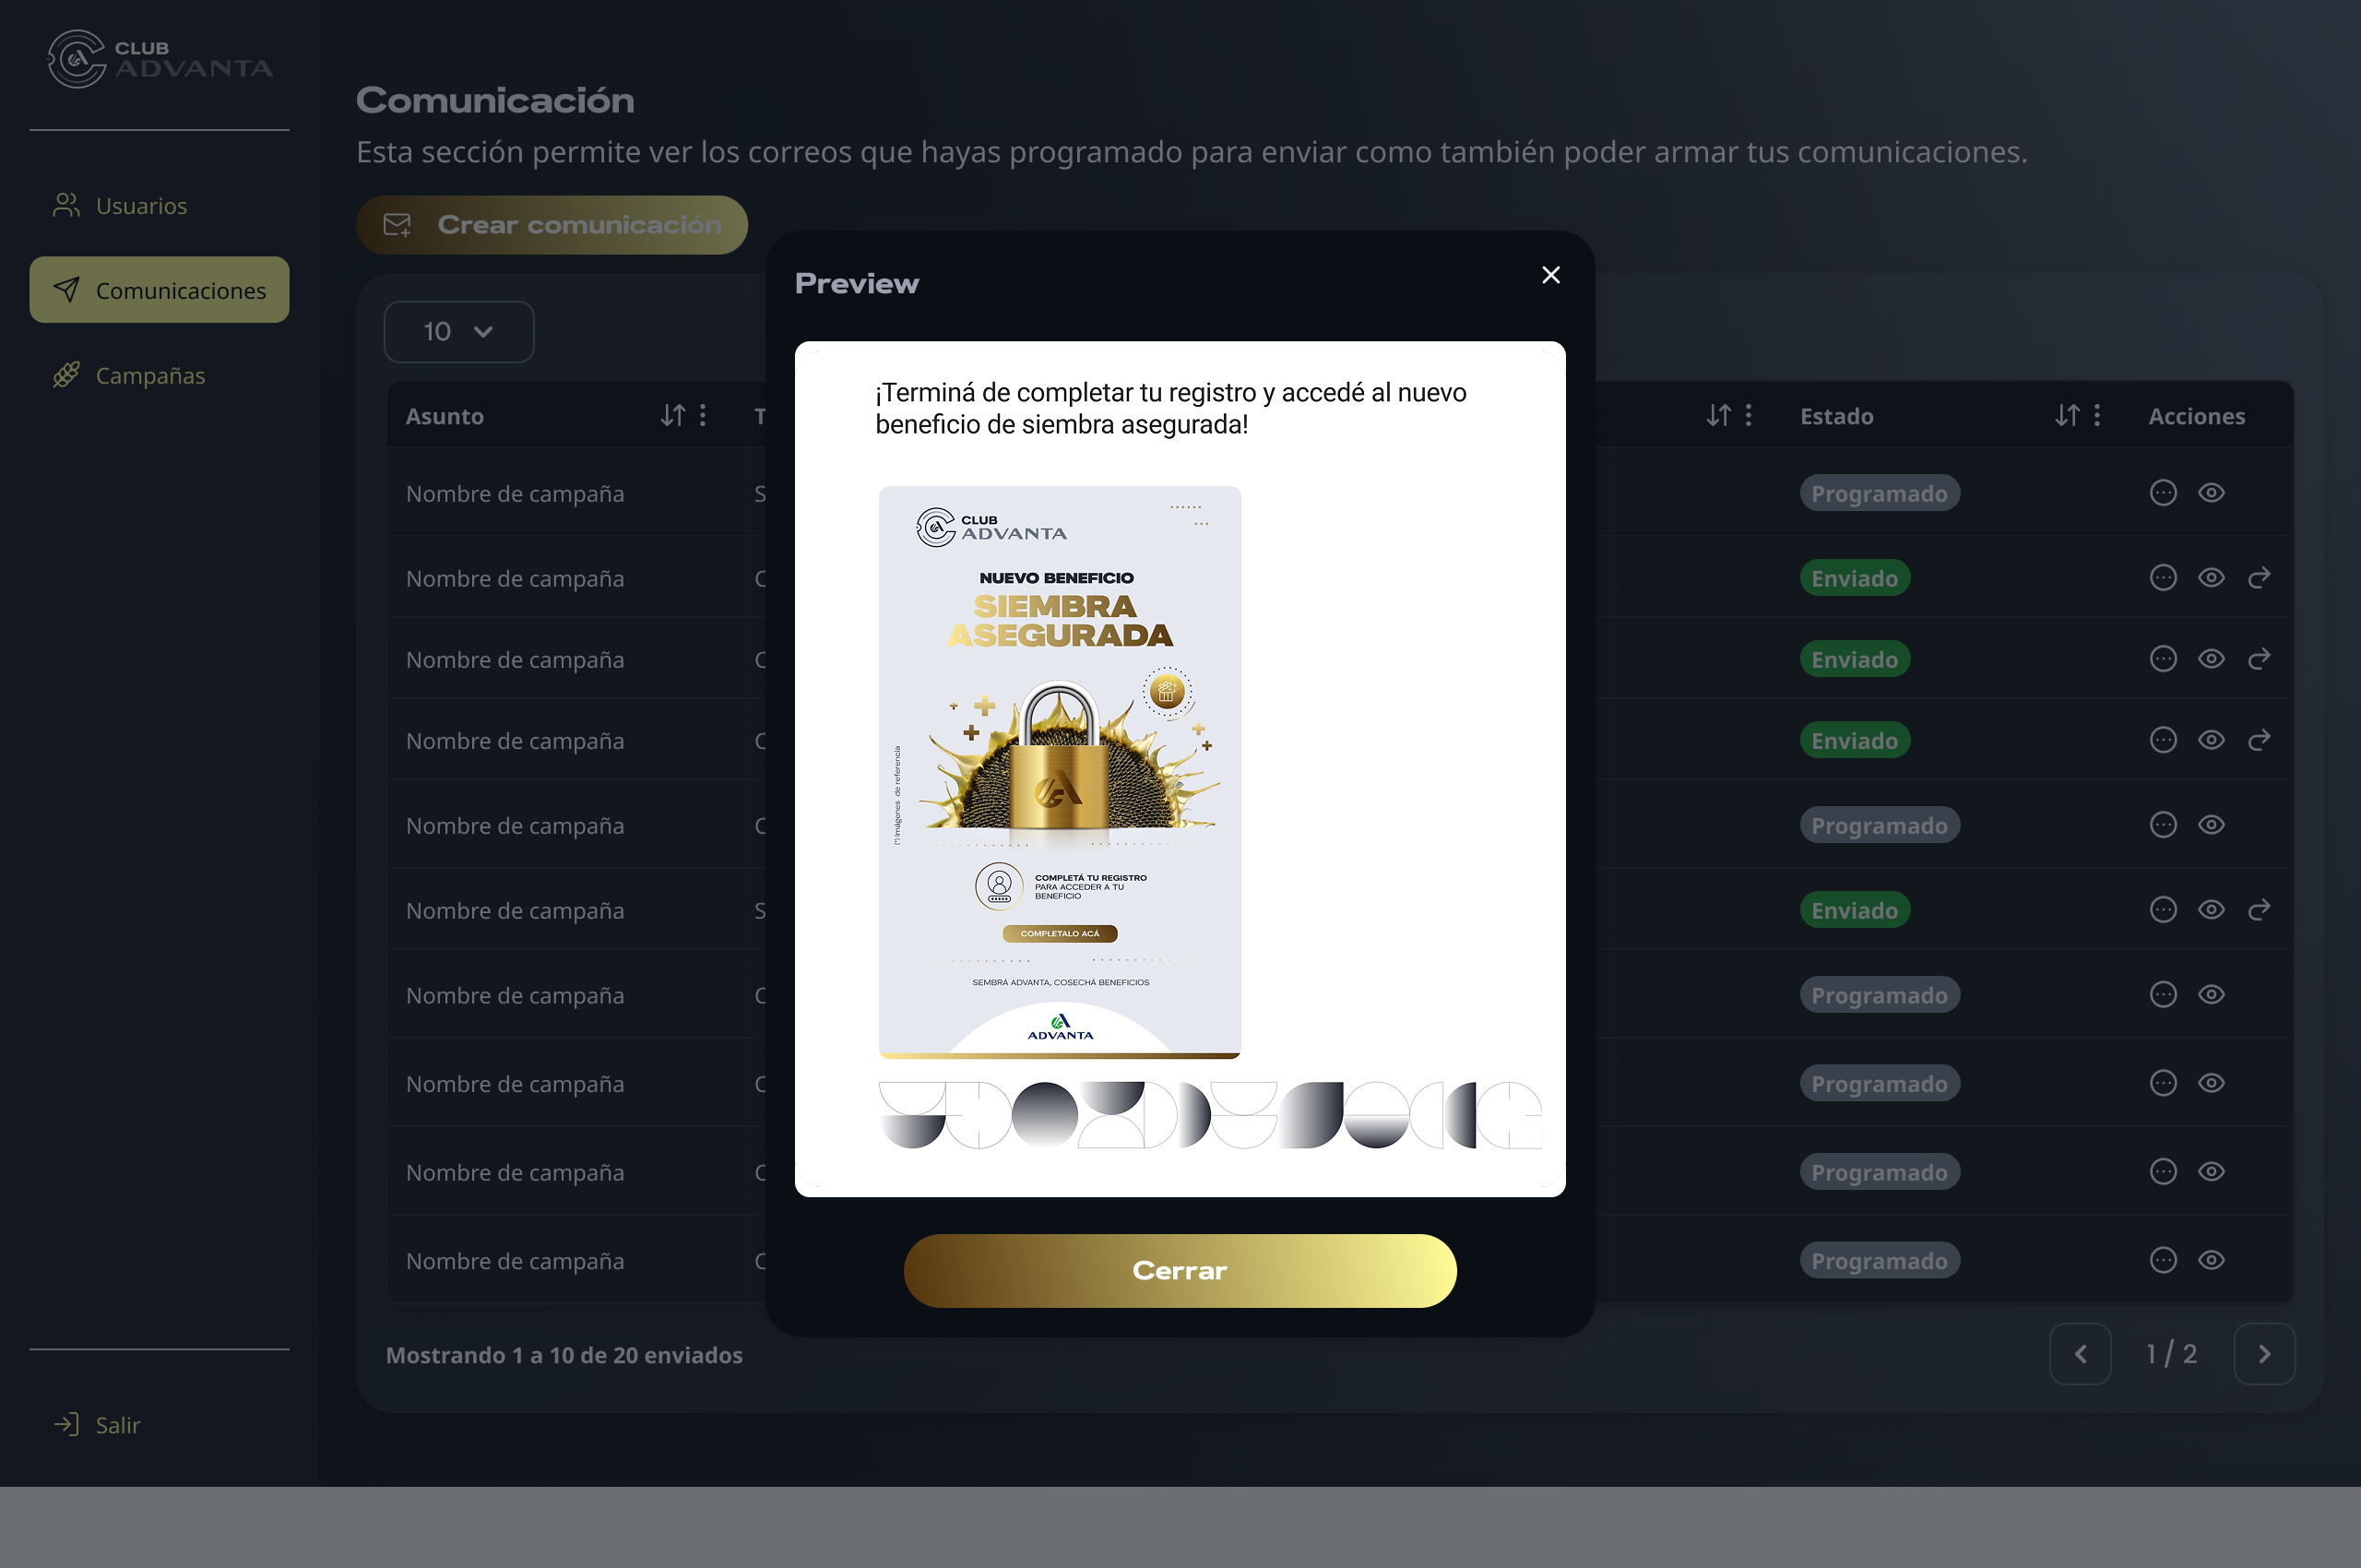 CLUB
ADVANTA
Usuarios
Comunicaciones
Campañas
Salir
Comunicación
Esta sección permite ver los correos que hayas programado para enviar como también poder armar tus comunicaciones.
Crear comunicación
10
Asunto T Estado Acciones
Nombre de campaña S Programado
Nombre de campaña C Enviado
Nombre de campaña C Enviado
Nombre de campaña C Enviado
Nombre de campaña C Programado
Nombre de campaña S Enviado
Nombre de campaña C Programado
Nombre de campaña C Programado
Nombre de campaña C Programado
Nombre de campaña C Programado
Mostrando 1 a 10 de 20 enviados
1 / 2
Preview
¡Terminá de completar tu registro y accedé al nuevo
beneficio de siembra asegurada!
CLUB
ADVANTA
NUEVO BENEFICIO
SIEMBRA
ASEGURADA
(*) imágenes de referencia
COMPLETÁ TU REGISTRO
PARA ACCEDER A TU
BENEFICIO
COMPLETALO ACÁ
SEMBRÁ ADVANTA, COSECHÁ BENEFICIOS
ADVANTA
Cerrar